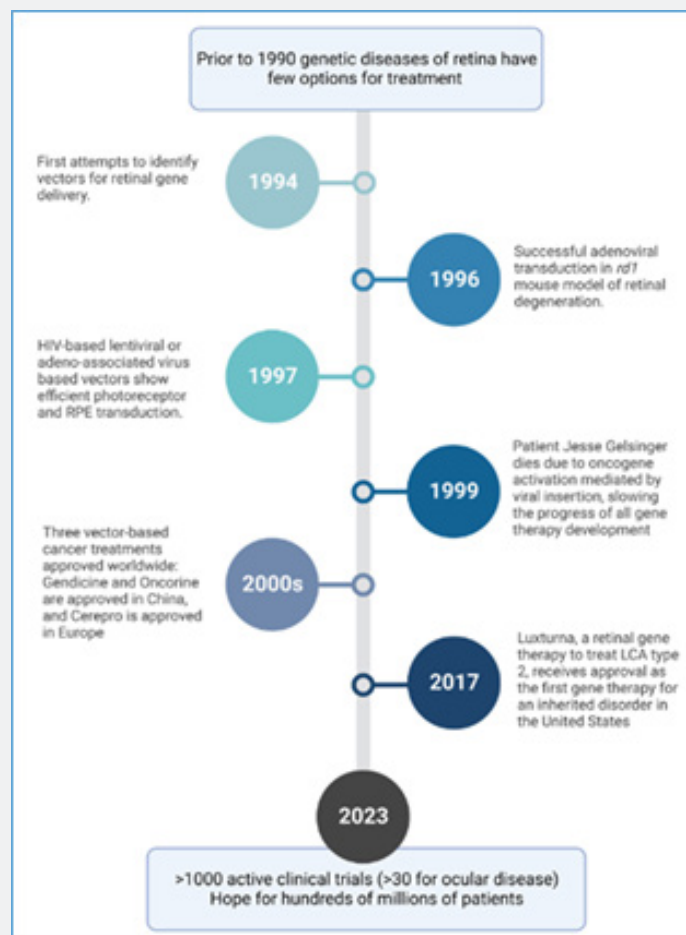 Prior to 1990 genetic diseases of retina have
few options for treatment
First attempts to identify
vectors for retinal gene
delivery.
1994
1996
Successful adenoviral
transduction in rd1
mouse model of retinal
degeneration.
HIV-based lentiviral or
adeno-associated virus
based vectors show
efficient photoreceptor
and RPE transduction.
1997
1999
Patient Jesse Gelsinger
dies due to oncogene
activation mediated by
viral insertion, slowing
the progress of all gene
therapy development
Three vector-based
cancer treatments
approved worldwide:
Gendicine and Oncorine
are approved in China,
and Cerepro is approved
in Europe
2000s
2017
Luxturna, a retinal gene
therapy to treat LCA type
2, receives approval as
the first gene therapy for
an inherited disorder in
the United States
2023
>1000 active clinical trials (>30 for ocular disease)
Hope for hundreds of millions of patients